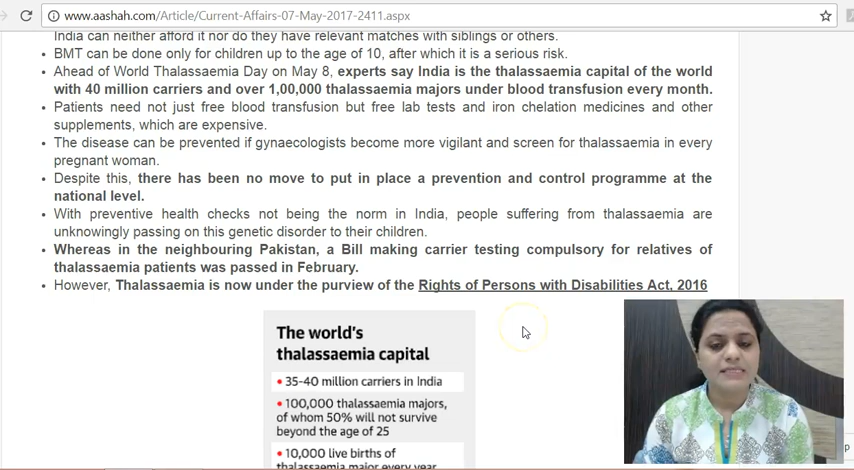 www.aashah.com/Article/Current-Affairs-07-May-2017-2411.aspx
India can neither afford it nor do they have relevant matches with siblings or others.
• BMT can be done only for children up to the age of 10, after which it is a serious risk.
• Ahead of World Thalassaemia Day on May 8, experts say India is the thalassaemia capital of the world
with 40 million carriers and over 1,00,000 thalassaemia majors under blood transfusion every month.
• Patients need not just free blood transfusion but free lab tests and iron chelation medicines and other
supplements, which are expensive.
• The disease can be prevented if gynaecologists become more vigilant and screen for thalassaemia in every
pregnant woman.
• Despite this, there has been no move to put in place a prevention and control programme at the
national level.
• With preventive health checks not being the norm in India, people suffering from thalassaemia are
unknowingly passing on this genetic disorder to their children.
• Whereas in the neighbouring Pakistan, a Bill making carrier testing compulsory for relatives of
thalassaemia patients was passed in February.
• However, Thalassaemia is now under the purview of the Rights of Persons with Disabilities Act, 2016
The world's
thalassaemia capital
• 35-40 million carriers in India
• 100,000 thalassaemia majors,
of whom 50% will not survive
beyond the age of 25
• 10,000 live births of
thalassaemia major every year